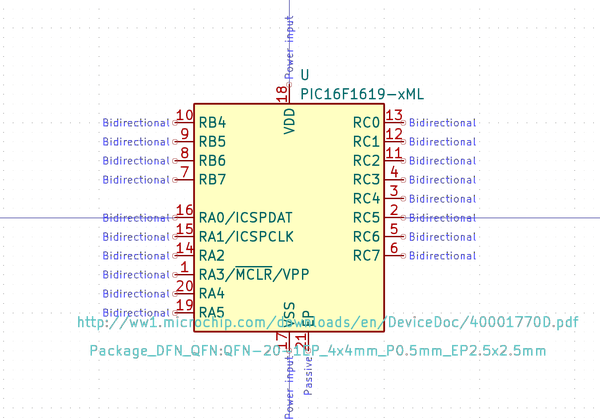 Power input
U
18
PIC16F1619-xML
VDD
Bidirectional 10 RB4 RC0 13 Bidirectional
Bidirectional 9 RB5 RC1 12 Bidirectional
Bidirectional 8 RB6 RC2 11 Bidirectional
Bidirectional 7 RB7 RC3 4 Bidirectional
RC4 3 Bidirectional
Bidirectional 16 RA0/ICSPDAT RC5 2 Bidirectional
Bidirectional 15 RA1/ICSPCLK RC6 5 Bidirectional
Bidirectional 14 RA2 RC7 6 Bidirectional
Bidirectional 1 RA3/MCLR/VPP
Bidirectional 20 RA4
Bidirectional 19 RA5
VSS EP
http://ww1.microchip.com/downloads/en/DeviceDoc/40001770D.pdf
17 21
Package_DFN_QFN:QFN-20-1EP_4x4mm_P0.5mm_EP2.5x2.5mm
Power input
Passive